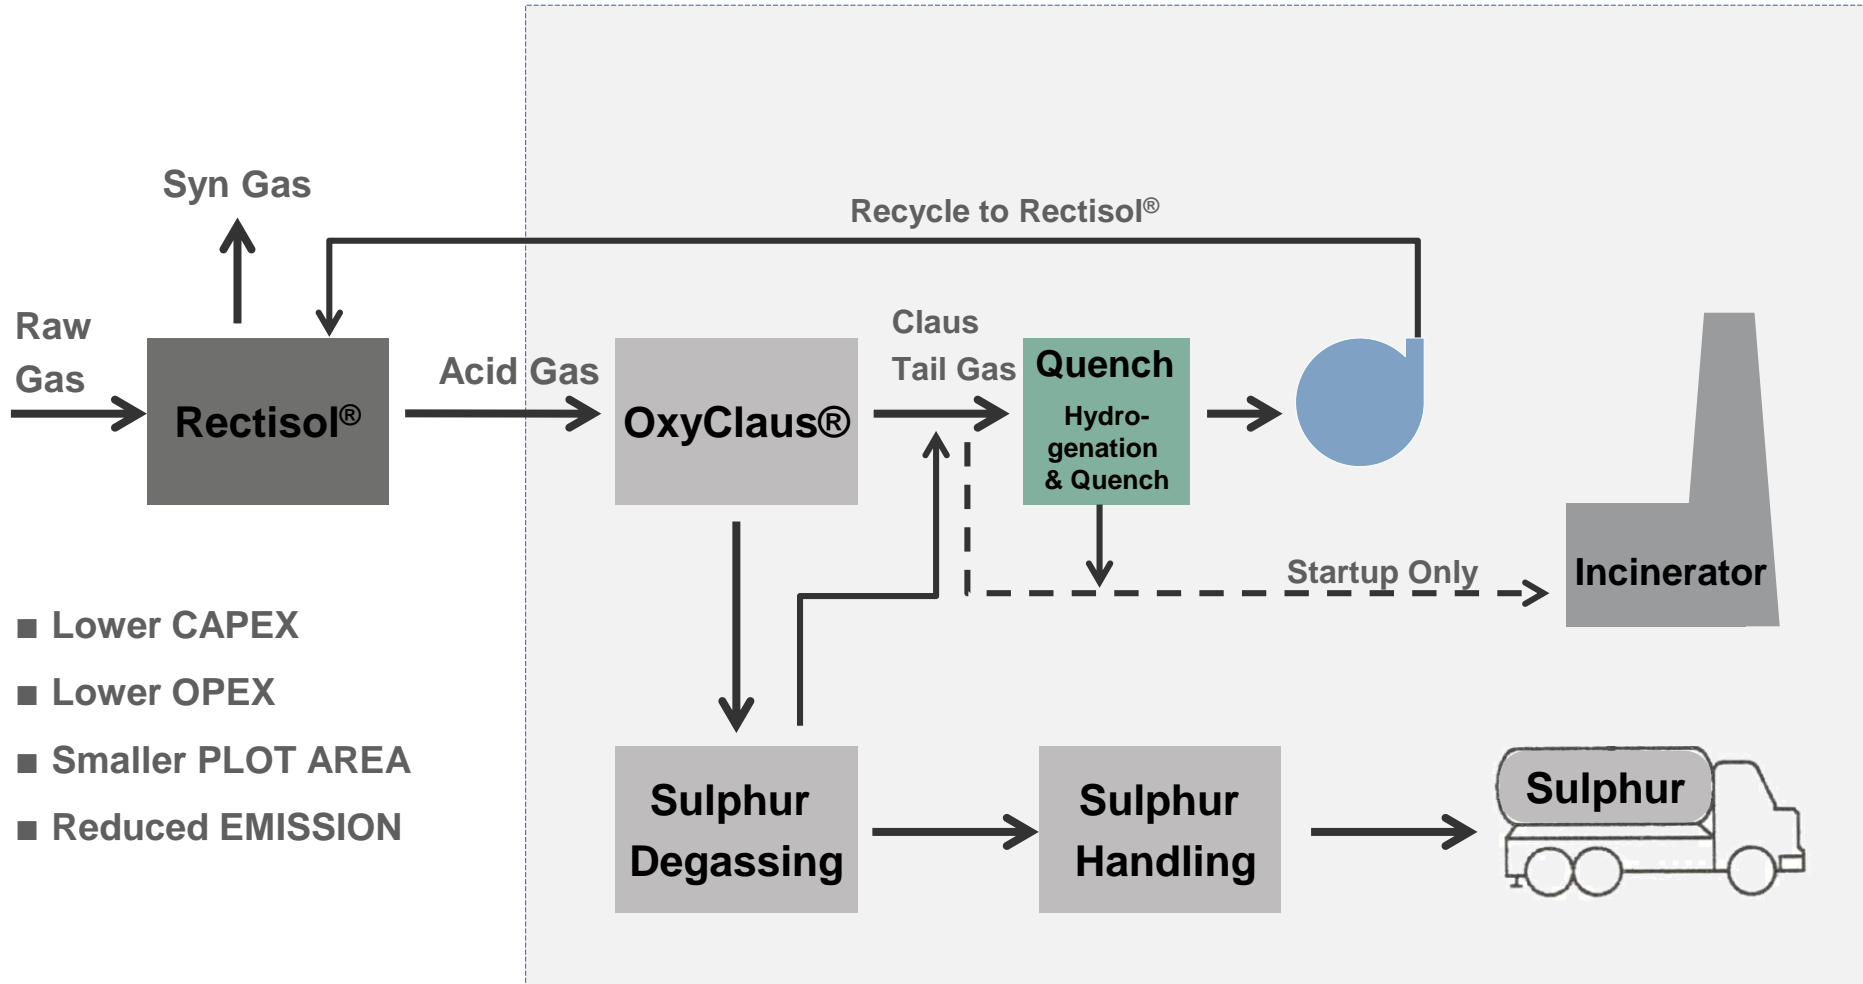 Syn Gas
Recycle to Rectisol®
Raw
Gas
Rectisol®
Acid Gas
OxyClaus®
Claus
Tail Gas
Quench
Hydro-
genation
& Quench
Startup Only
Incinerator
■ Lower CAPEX
■ Lower OPEX
■ Smaller PLOT AREA
■ Reduced EMISSION
Sulphur
Degassing
Sulphur
Handling
Sulphur